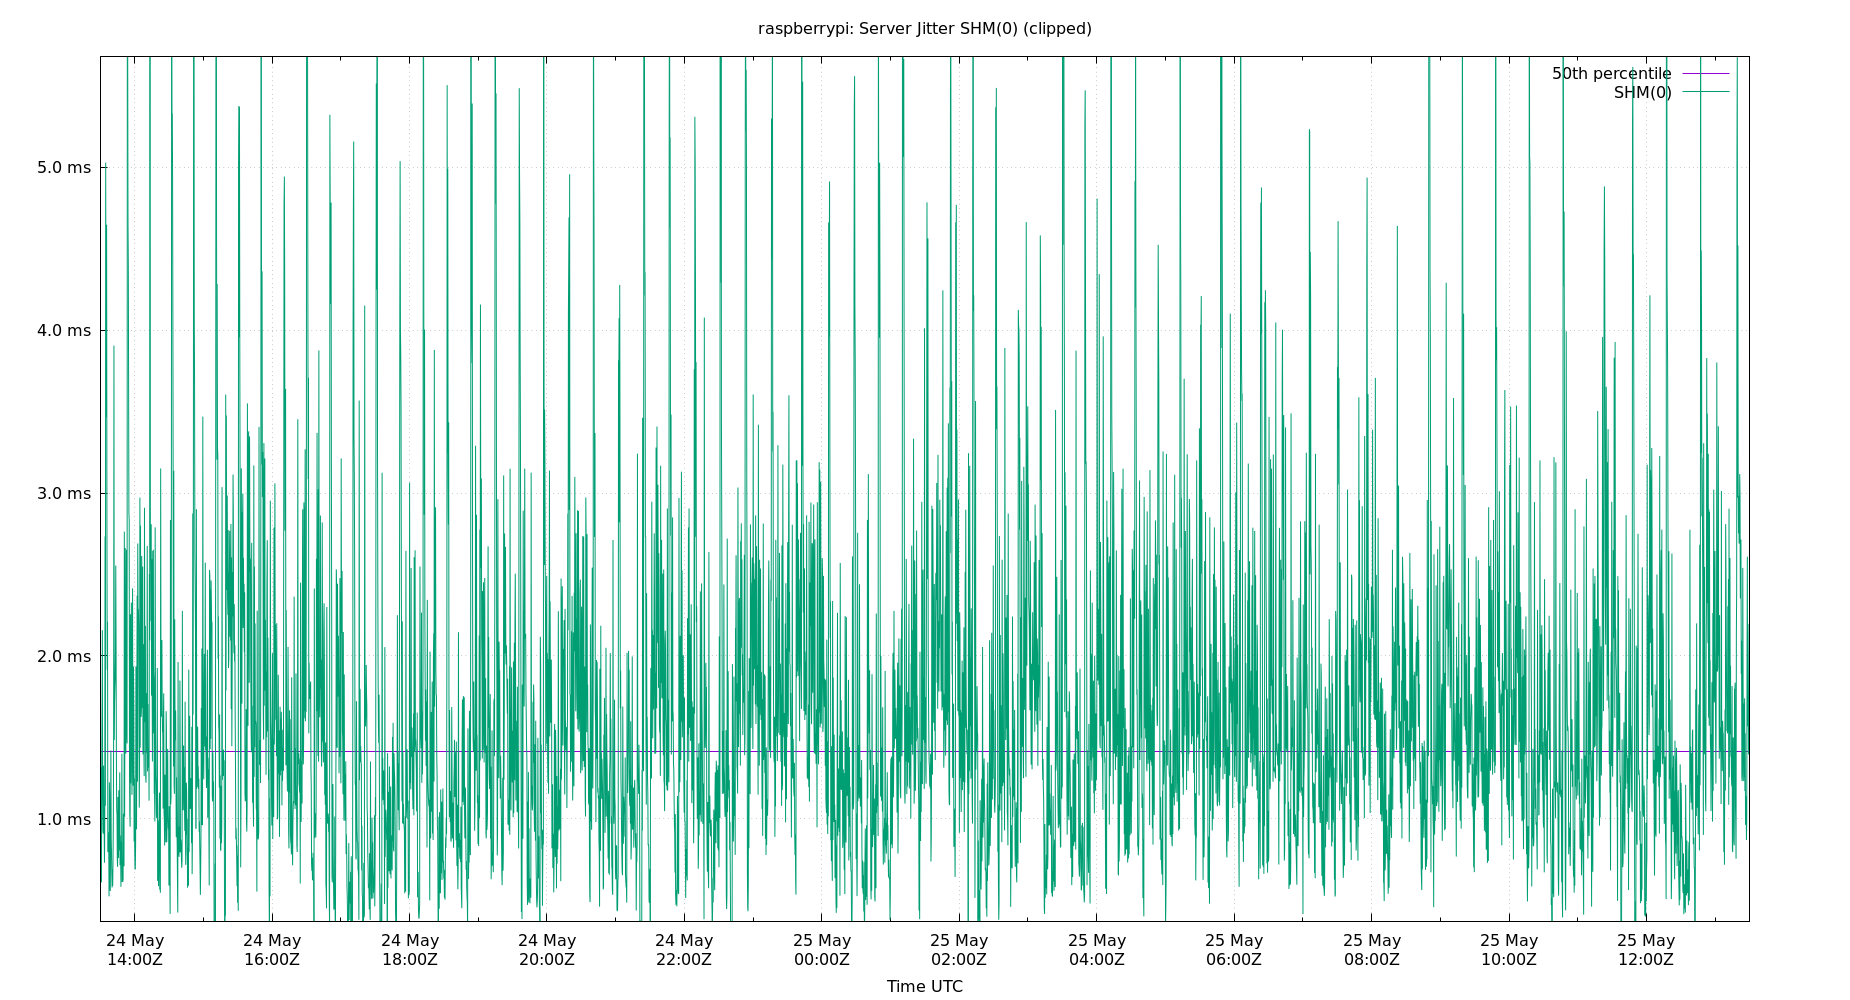 raspberrypi: Server Jitter SHM(0) (clipped)
50th percentile
SHM(0)
5.0 ms
4.0 ms
3.0 ms
2.0 ms
1.0 ms
24 May 24 May 24 May 24 May 24 May 25 May 25 May 25 May 25 May 25 May 25 May 25 May
14:00Z 16:00Z 18:00Z 20:00Z 22:00Z 00:00Z 02:00Z 04:00Z 06:00Z 08:00Z 10:00Z 12:00Z
Time UTC